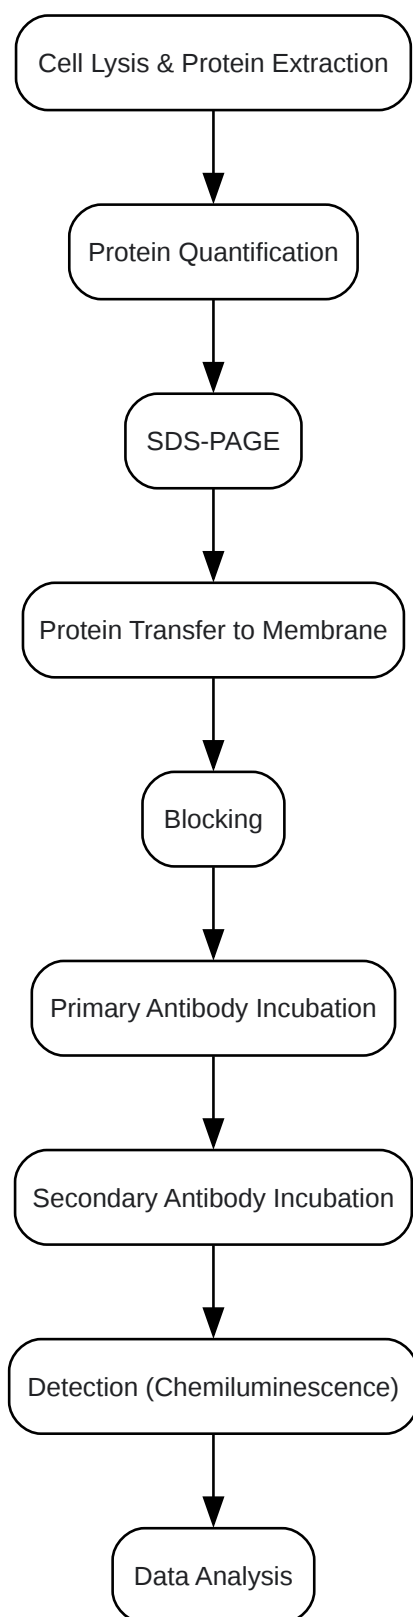 Cell Lysis & Protein Extraction
Protein Quantification
SDS-PAGE
Protein Transfer to Membrane
Blocking
Primary Antibody Incubation
Secondary Antibody Incubation
Detection (Chemiluminescence)
Data Analysis